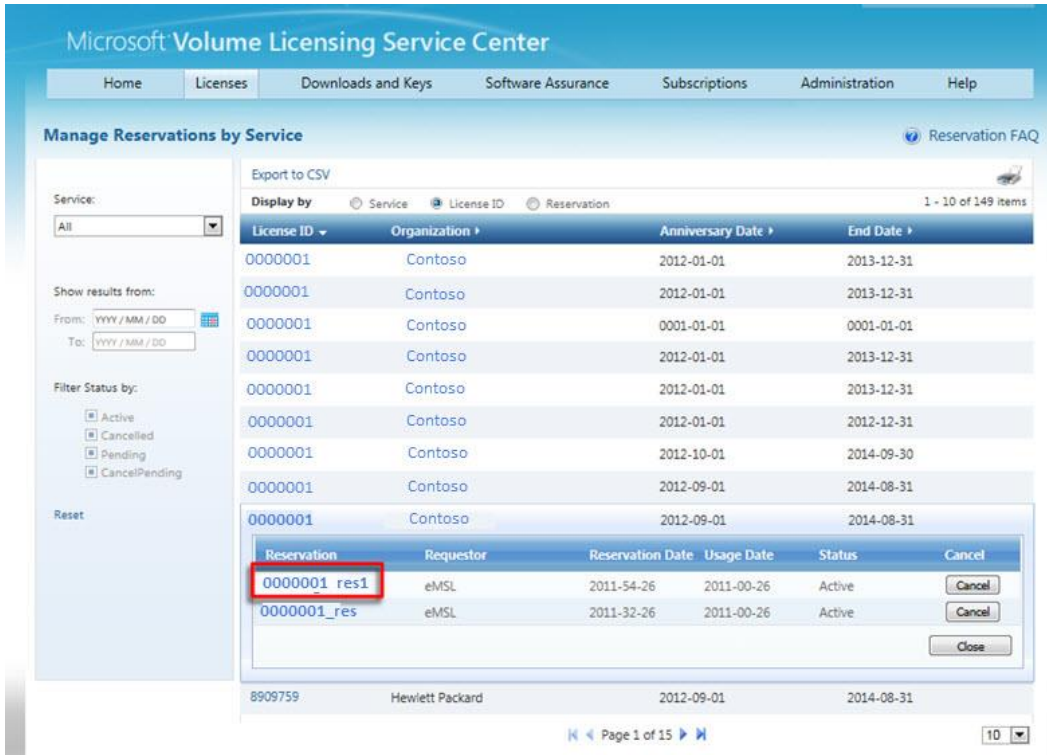 Microsoft Volume Licensing Service Center
Home Licenses Downloads and Keys Software Assurance Subscriptions Administration Help
Manage Reservations by Service
Reservation FAQ
Service:
All
Show results from:
From: YYYY / MM / DD
To: YYYY / MM / DD
Filter Status by:
Active
Cancelled
Pending
CancelPending
Reset
Export to CSV
Display by Service License ID Reservation 1 - 10 of 149 items
License ID Organization Anniversary Date End Date
0000001 Contoso 2012-01-01 2013-12-31
0000001 Contoso 2012-01-01 2013-12-31
0000001 Contoso 0001-01-01 0001-01-01
0000001 Contoso 2012-01-01 2013-12-31
0000001 Contoso 2012-01-01 2013-12-31
0000001 Contoso 2012-01-01 2012-12-31
0000001 Contoso 2012-10-01 2014-09-30
0000001 Contoso 2012-09-01 2014-08-31
0000001 Contoso 2012-09-01 2014-08-31
Reservation Requestor Reservation Date Usage Date Status Cancel
0000001_res1 eMSL 2011-54-26 2011-00-26 Active Cancel
0000001_res eMSL 2011-32-26 2011-00-26 Active Cancel
Close
8909759 Hewlett Packard 2012-09-01 2014-08-31
Page 1 of 15
10